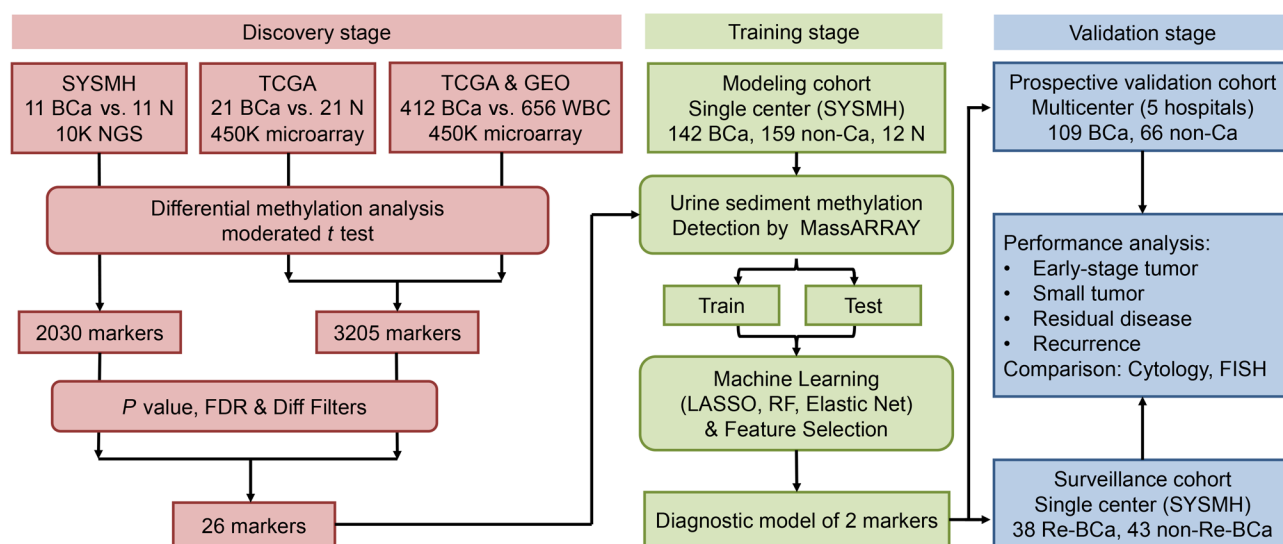 Discovery stage
SYSMH
11 BCa vs. 11 N
10K NGS
TCGA
21 BCa vs. 21 N
450K microarray
TCGA & GEO
412 BCa vs. 656 WBC
450K microarray
Differential methylation analysis
moderated t test
2030 markers
3205 markers
P value, FDR & Diff Filters
26 markers
Training stage
Modeling cohort
Single center (SYSMH)
142 BCa, 159 non-Ca, 12 N
Urine sediment methylation
Detection by MassARRAY
Train
Test
Machine Learning
(LASSO, RF, Elastic Net)
& Feature Selection
Diagnostic model of 2 markers
Validation stage
Prospective validation cohort
Multicenter (5 hospitals)
109 BCa, 66 non-Ca
Performance analysis:
• Early-stage tumor
• Small tumor
• Residual disease
• Recurrence
Comparison: Cytology, FISH
Surveillance cohort
Single center (SYSMH)
38 Re-BCa, 43 non-Re-BCa